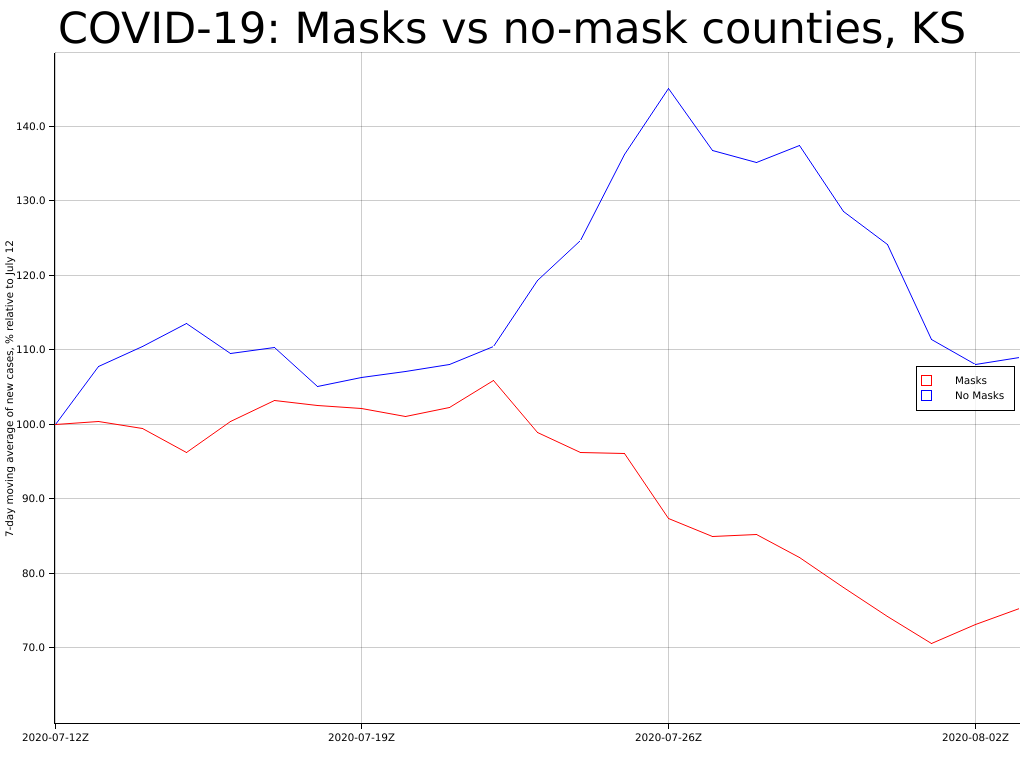 COVID-19: Masks vs no-mask counties, KS
7-day moving average of new cases, % relative to July 12
140.0
130.0
120.0
110.0
100.0
90.0
80.0
70.0
Masks
No Masks
2020-07-12Z
2020-07-19Z
2020-07-26Z
2020-08-02Z